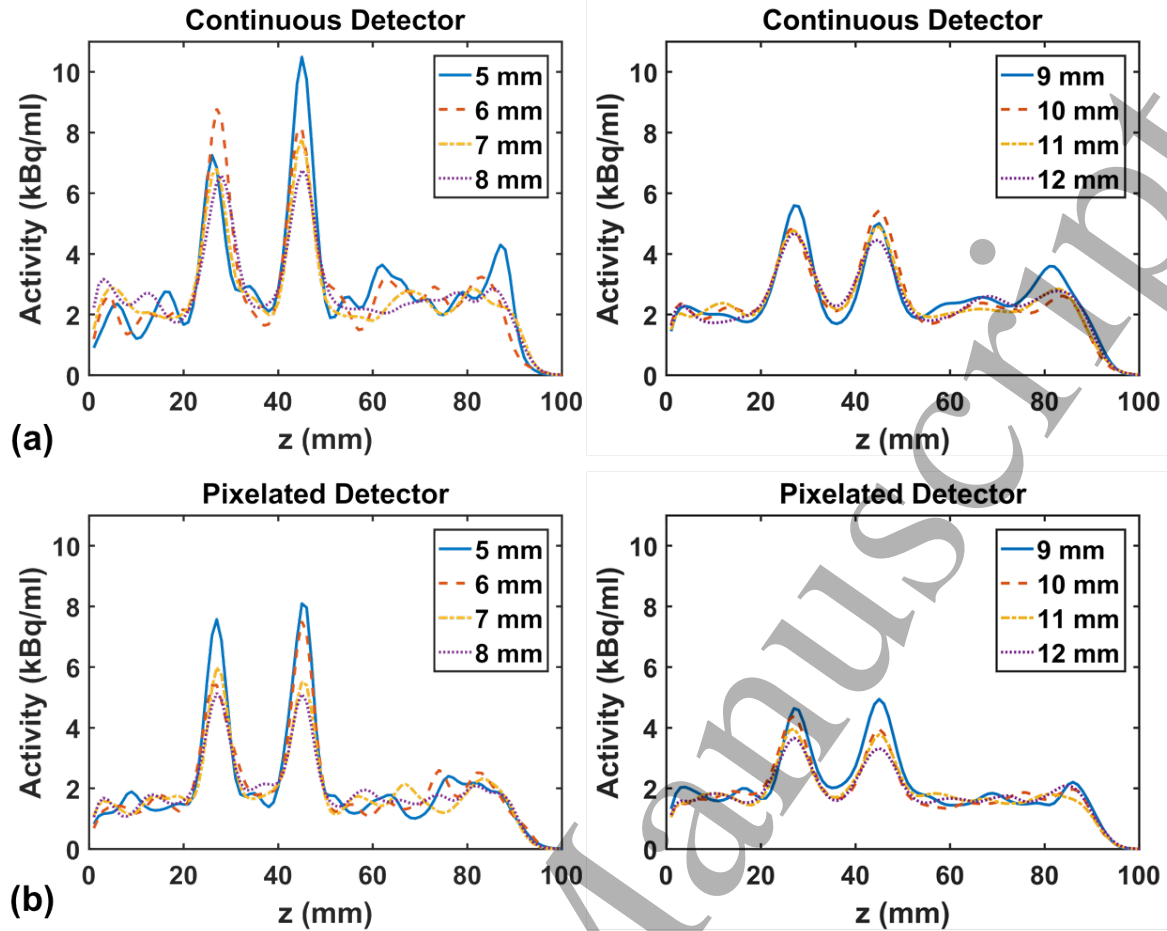 Continuous Detector
Activity (kBq/ml)
10
8
6
4
2
0
0 20 40 60 80 100
z (mm)
5 mm
6 mm
7 mm
8 mm
Continuous Detector
Activity (kBq/ml)
10
8
6
4
2
0
0 20 40 60 80 100
z (mm)
9 mm
10 mm
11 mm
12 mm
(a)
Pixelated Detector
Activity (kBq/ml)
10
8
6
4
2
0
0 20 40 60 80 100
z (mm)
5 mm
6 mm
7 mm
8 mm
Pixelated Detector
Activity (kBq/ml)
10
8
6
4
2
0
0 20 40 60 80 100
z (mm)
9 mm
10 mm
11 mm
12 mm
(b)
Manuscript